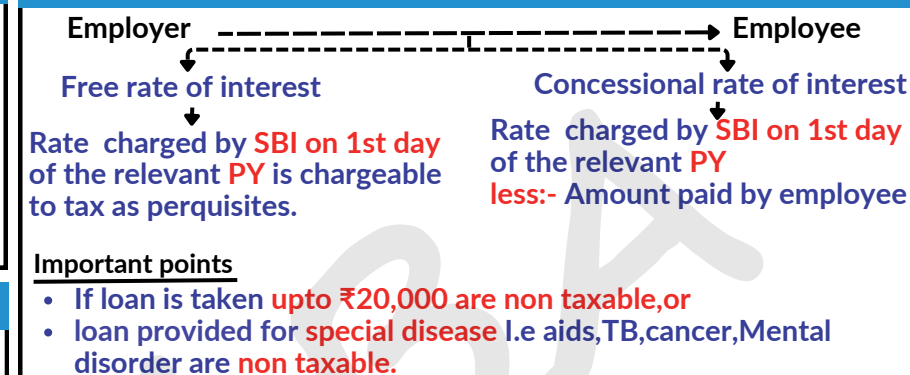 Employer Employee
Free rate of interest
Rate charged by SBI on 1st day
of the relevant PY is chargeable
to tax as perquisites.
Concessional rate of interest
Rate charged by SBI on 1st day
of the relevant PY
less:- Amount paid by employee
Important points
• If loan is taken upto ₹20,000 are non taxable,or
• loan provided for special disease I.e aids,TB,cancer,Mental
disorder are non taxable.